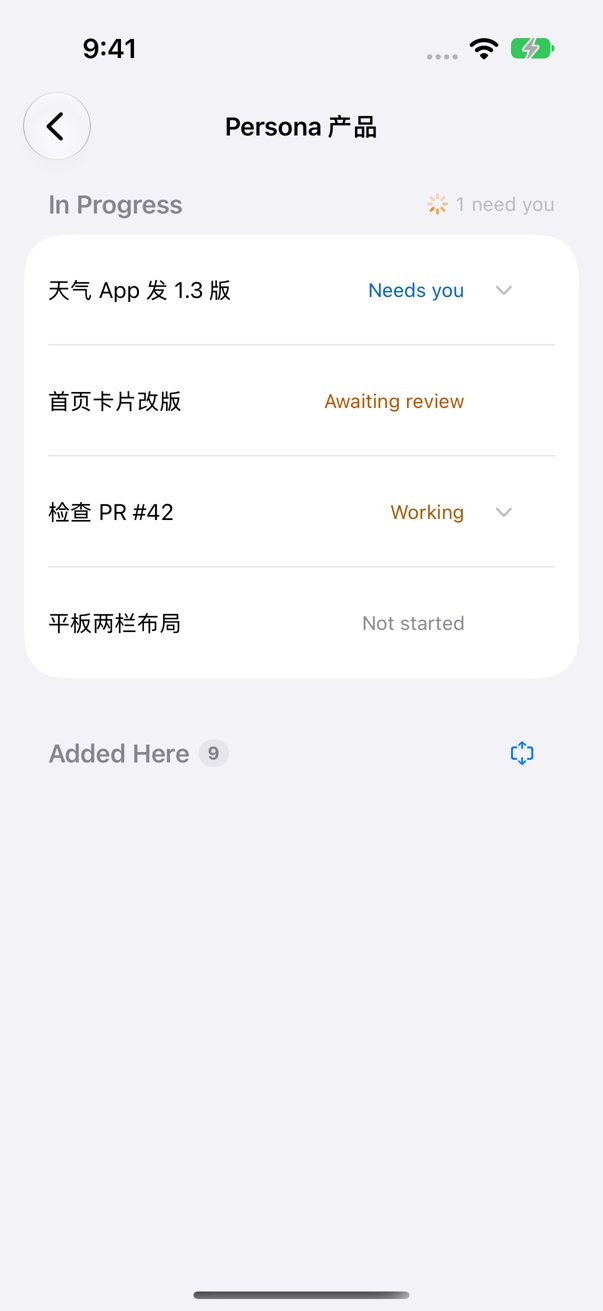 9:41
Persona 产品
In Progress
1 need you
天气 App 发 1.3 版
Needs you
首页卡片改版
Awaiting review
检查 PR #42
Working
平板两栏布局
Not started
Added Here 9